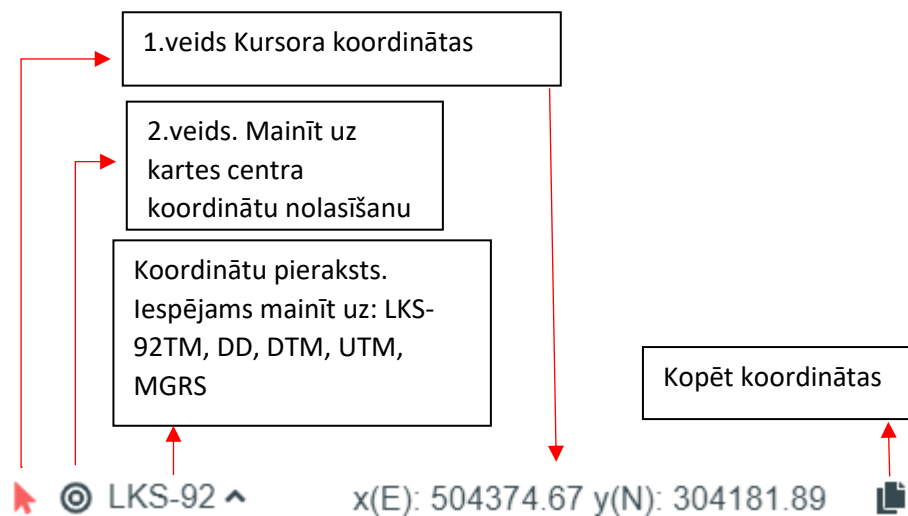 1.veids Kursora koordinātas
2.veids. Mainīt uz
kartes centra
koordinātu nolasīšanu
Koordinātu pieraksts.
Iespējams mainīt uz: LKS-
92TM, DD, DTM, UTM,
MGRS
Kopēt koordinātas
LKS-92 x(E): 504374.67 y(N): 304181.89